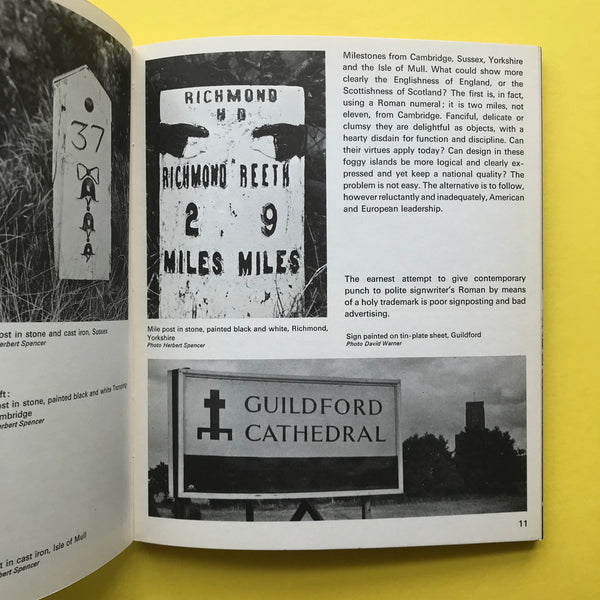 37
ost in stone and cast iron, Sussex
Herbert Spencer
ft:
ost in stone, painted black and white Trumping
mbridge
erbert Spencer
t in cast iron, Isle of Mull
erbert Spencer
RICHMOND
H D
RICHMOND REETH
2 9
MILES MILES
Mile post in stone, painted black and white, Richmond,
Yorkshire
Photo Herbert Spencer
Milestones from Cambridge, Sussex, Yorkshire
and the Isle of Mull. What could show more
clearly the Englishness of England, or the
Scottishness of Scotland? The first is, in fact,
using a Roman numeral; it is two miles, not
eleven, from Cambridge. Fanciful, delicate or
clumsy they are delightful as objects, with a
hearty disdain for function and discipline. Can
their virtues apply today? Can design in these
foggy islands be more logical and clearly ex-
pressed and yet keep a national quality? The
problem is not easy. The alternative is to follow,
however reluctantly and inadequately, American
and European leadership.
The earnest attempt to give contemporary
punch to polite signwriter's Roman by means
of a holy trademark is poor signposting and bad
advertising.
Sign painted on tin-plate sheet, Guildford
Photo David Warner
GUILDFORD
CATHEDRAL
11